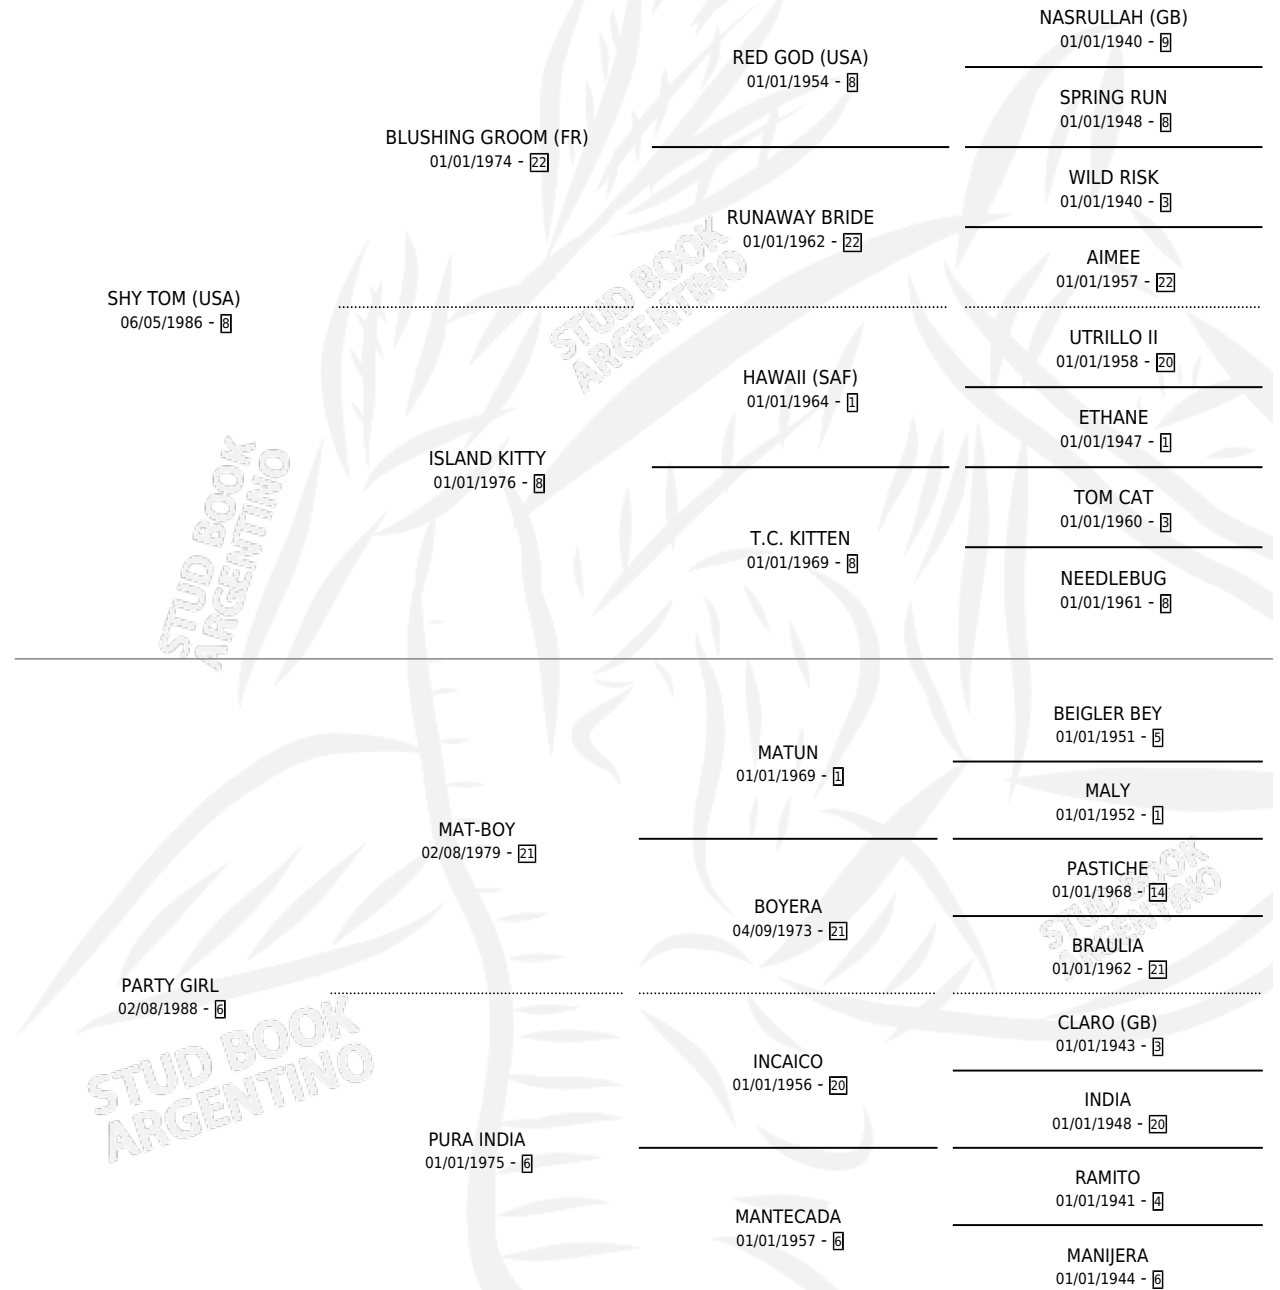 NASRULLAH (GB)
01/01/1940 - 9
RED GOD (USA)
01/01/1954 - 8
SPRING RUN
01/01/1948 - 8
BLUSHING GROOM (FR)
01/01/1974 - 22
WILD RISK
01/01/1940 - 3
RUNAWAY BRIDE
01/01/1962 - 22
AIMEE
01/01/1957 - 22
SHY TOM (USA)
06/05/1986 - 8
UTRILLO II
01/01/1958 - 20
HAWAII (SAF)
01/01/1964 - 1
ETHANE
01/01/1947 - 1
ISLAND KITTY
01/01/1976 - 8
TOM CAT
01/01/1960 - 3
T.C. KITTEN
01/01/1969 - 8
NEEDLEBUG
01/01/1961 - 8
BEIGLER BEY
01/01/1951 - 5
MATUN
01/01/1969 - 1
MALY
01/01/1952 - 1
MAT-BOY
02/08/1979 - 21
PASTICHE
01/01/1968 - 14
BOYERA
04/09/1973 - 21
BRAULIA
01/01/1962 - 21
PARTY GIRL
02/08/1988 - 6
CLARO (GB)
01/01/1943 - 3
INCAICO
01/01/1956 - 20
INDIA
01/01/1948 - 20
PURA INDIA
01/01/1975 - 6
RAMITO
01/01/1941 - 4
MANTECADA
01/01/1957 - 6
MANIJERA
01/01/1944 - 6
STUD BOOK
ARGENTINO
STUD BOOK
ARGENTINO
STUD BOOK
ARGENTINO
STUD BOOK
ARGENTINO